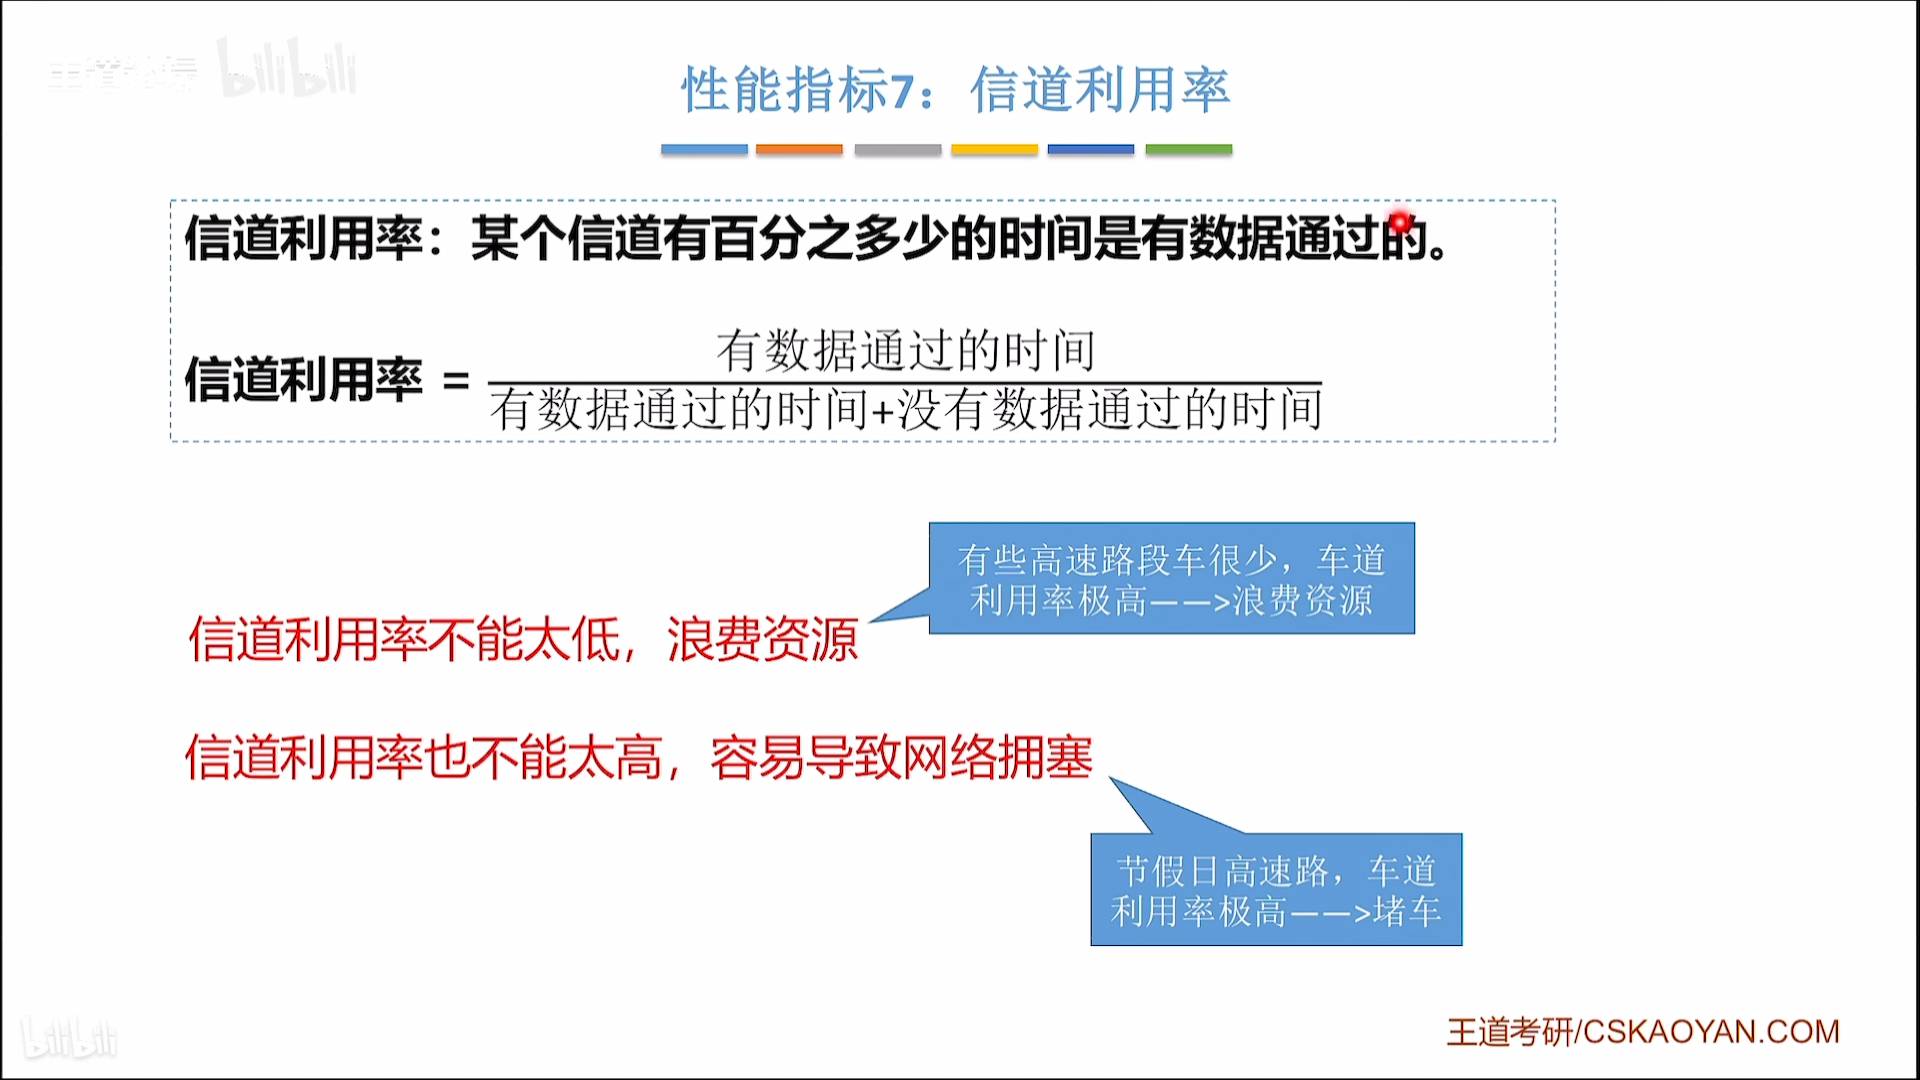 bilibili
性能指标7：信道利用率
信道利用率：某个信道有百分之多少的时间是有数据通过的。
信道利用率 =
有数据通过的时间
有数据通过的时间+没有数据通过的时间
有些高速路段车很少，车道
利用率极高——>浪费资源
信道利用率不能太低，浪费资源
信道利用率也不能太高，容易导致网络拥塞
节假日高速路，车道
利用率极高——>堵车
bilibili
王道考研/CSKAOYAN.COM